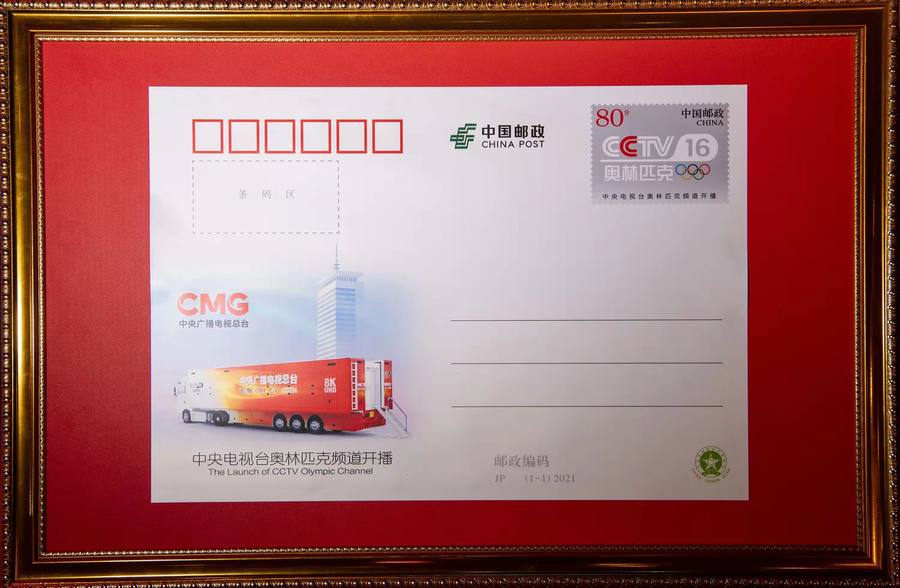 中国邮政
CHINA POST
80分
中国邮政
CHINA
CCTV 16
奥林匹克
中央电视台奥林匹克频道开播
条码区
CMG
中央广播电视总台
中央广播电视总台
8K
UHD
中央电视台奥林匹克频道开播
The Launch of CCTV Olympic Channel
邮政编码
JP (1-1) 2021